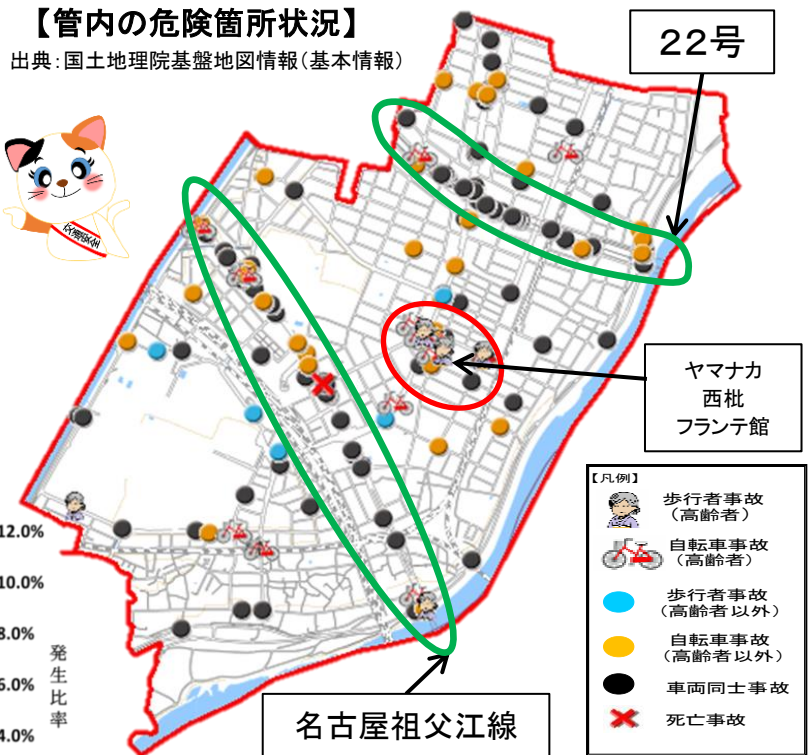 【管内の危険箇所状況】
出典：国土地理院基盤地図情報（基本情報）
22号
交通安全
ヤマナカ
西枇
フランテ館
【凡例】
歩行者事故
（高齢者）
自転車事故
（高齢者）
歩行者事故
（高齢者以外）
自転車事故
（高齢者以外）
車両同士事故
死亡事故
12.0%
10.0%
8.0%
6.0%
4.0%
発生比率
名古屋祖父江線